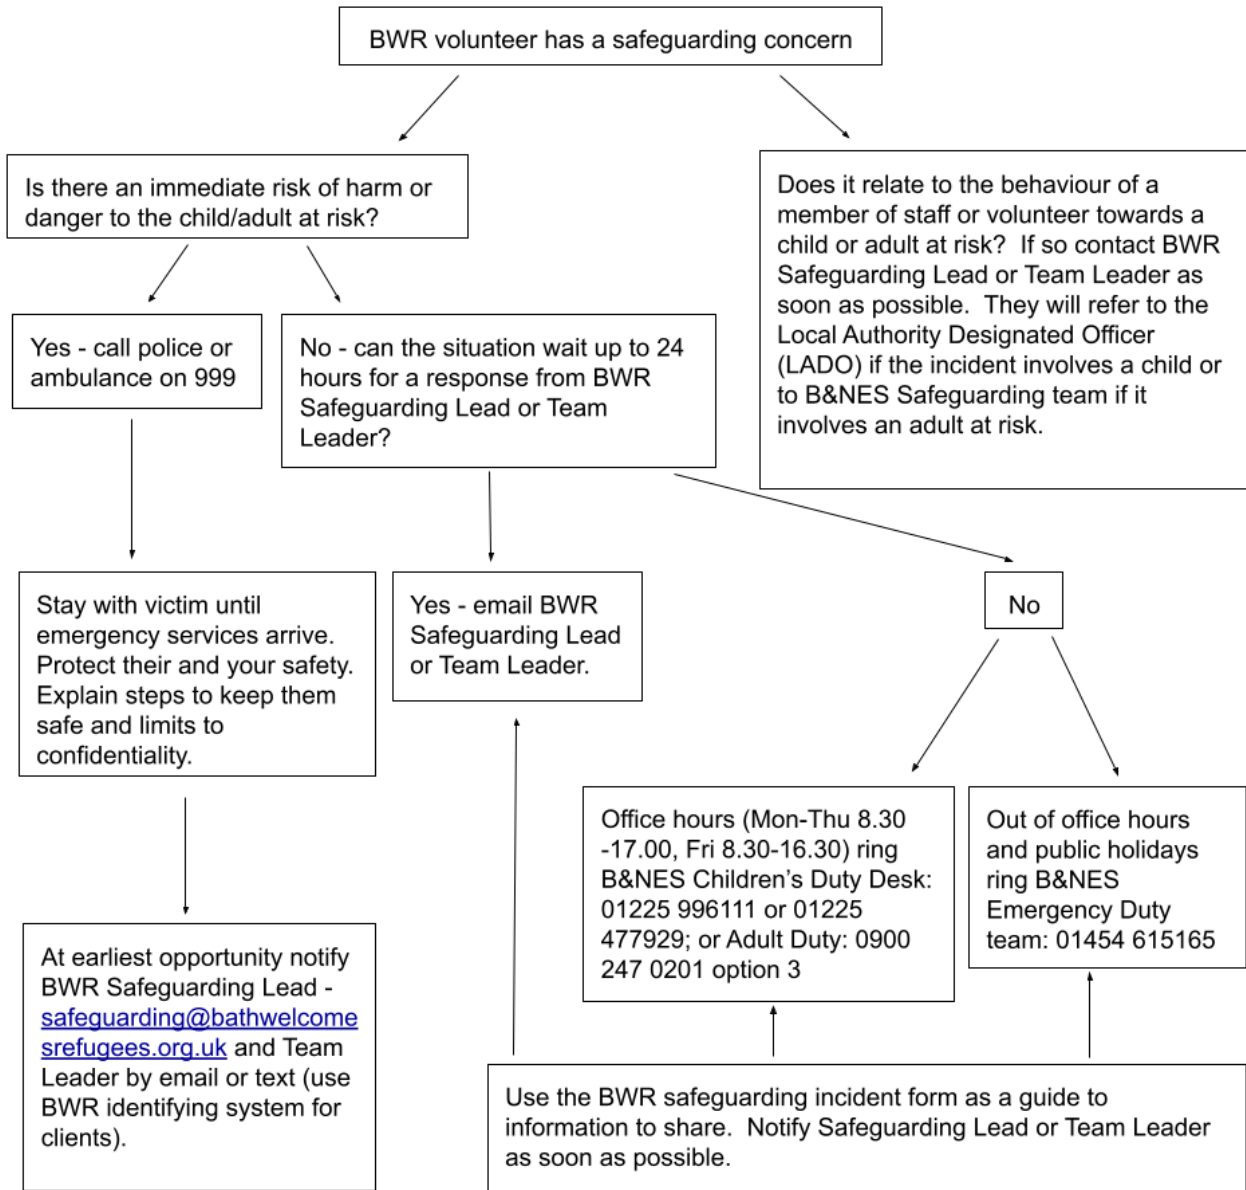 BWR volunteer has a safeguarding concern
Is there an immediate risk of harm or
danger to the child/adult at risk?
Does it relate to the behaviour of a
member of staff or volunteer towards a
child or adult at risk?  If so contact BWR
Safeguarding Lead or Team Leader as
soon as possible.  They will refer to the
Local Authority Designated Officer
(LADO) if the incident involves a child or
to B&NES Safeguarding team if it
involves an adult at risk.
Yes - call police or
ambulance on 999
No - can the situation wait up to 24
hours for a response from BWR
Safeguarding Lead or Team
Leader?
Stay with victim until
emergency services arrive.
Protect their and your safety.
Explain steps to keep them
safe and limits to
confidentiality.
Yes - email BWR
Safeguarding Lead
or Team Leader.
No
Office hours (Mon-Thu 8.30
-17.00, Fri 8.30-16.30) ring
B&NES Children’s Duty Desk:
01225 996111 or 01225
477929; or Adult Duty: 0900
247 0201 option 3
Out of office hours
and public holidays
ring B&NES
Emergency Duty
team: 01454 615165
At earliest opportunity notify
BWR Safeguarding Lead -
safeguarding@bathwelcome
srefugees.org.uk and Team
Leader by email or text (use
BWR identifying system for
clients).
Use the BWR safeguarding incident form as a guide to
information to share.  Notify Safeguarding Lead or Team Leader
as soon as possible.